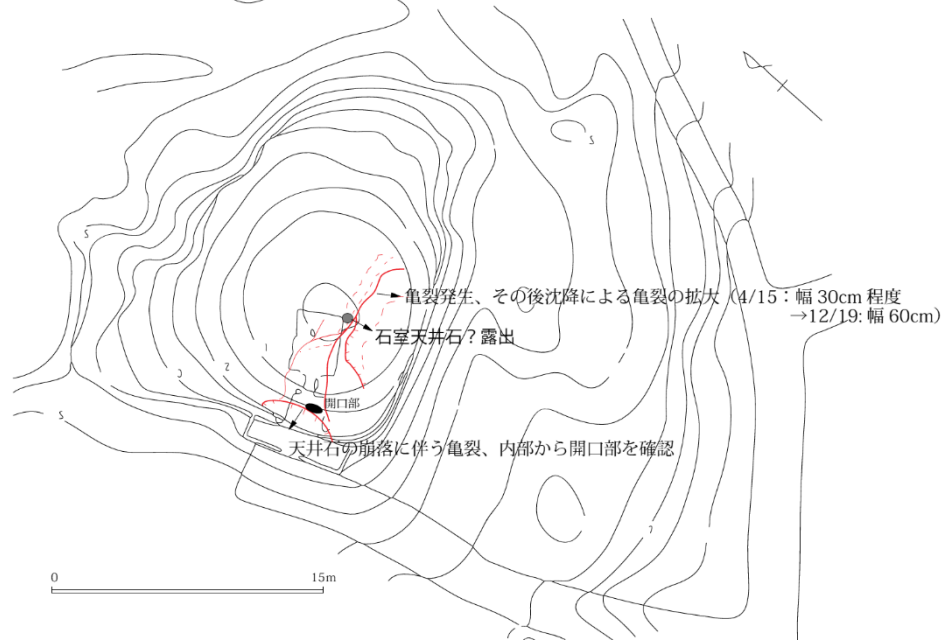 亀裂発生、その後沈降による亀裂の拡大（4/15：幅 30cm 程度
→12/19: 幅 60cm）
石室天井石？露出
開口部
天井石の崩落に伴う亀裂、内部から開口部を確認
0 15m